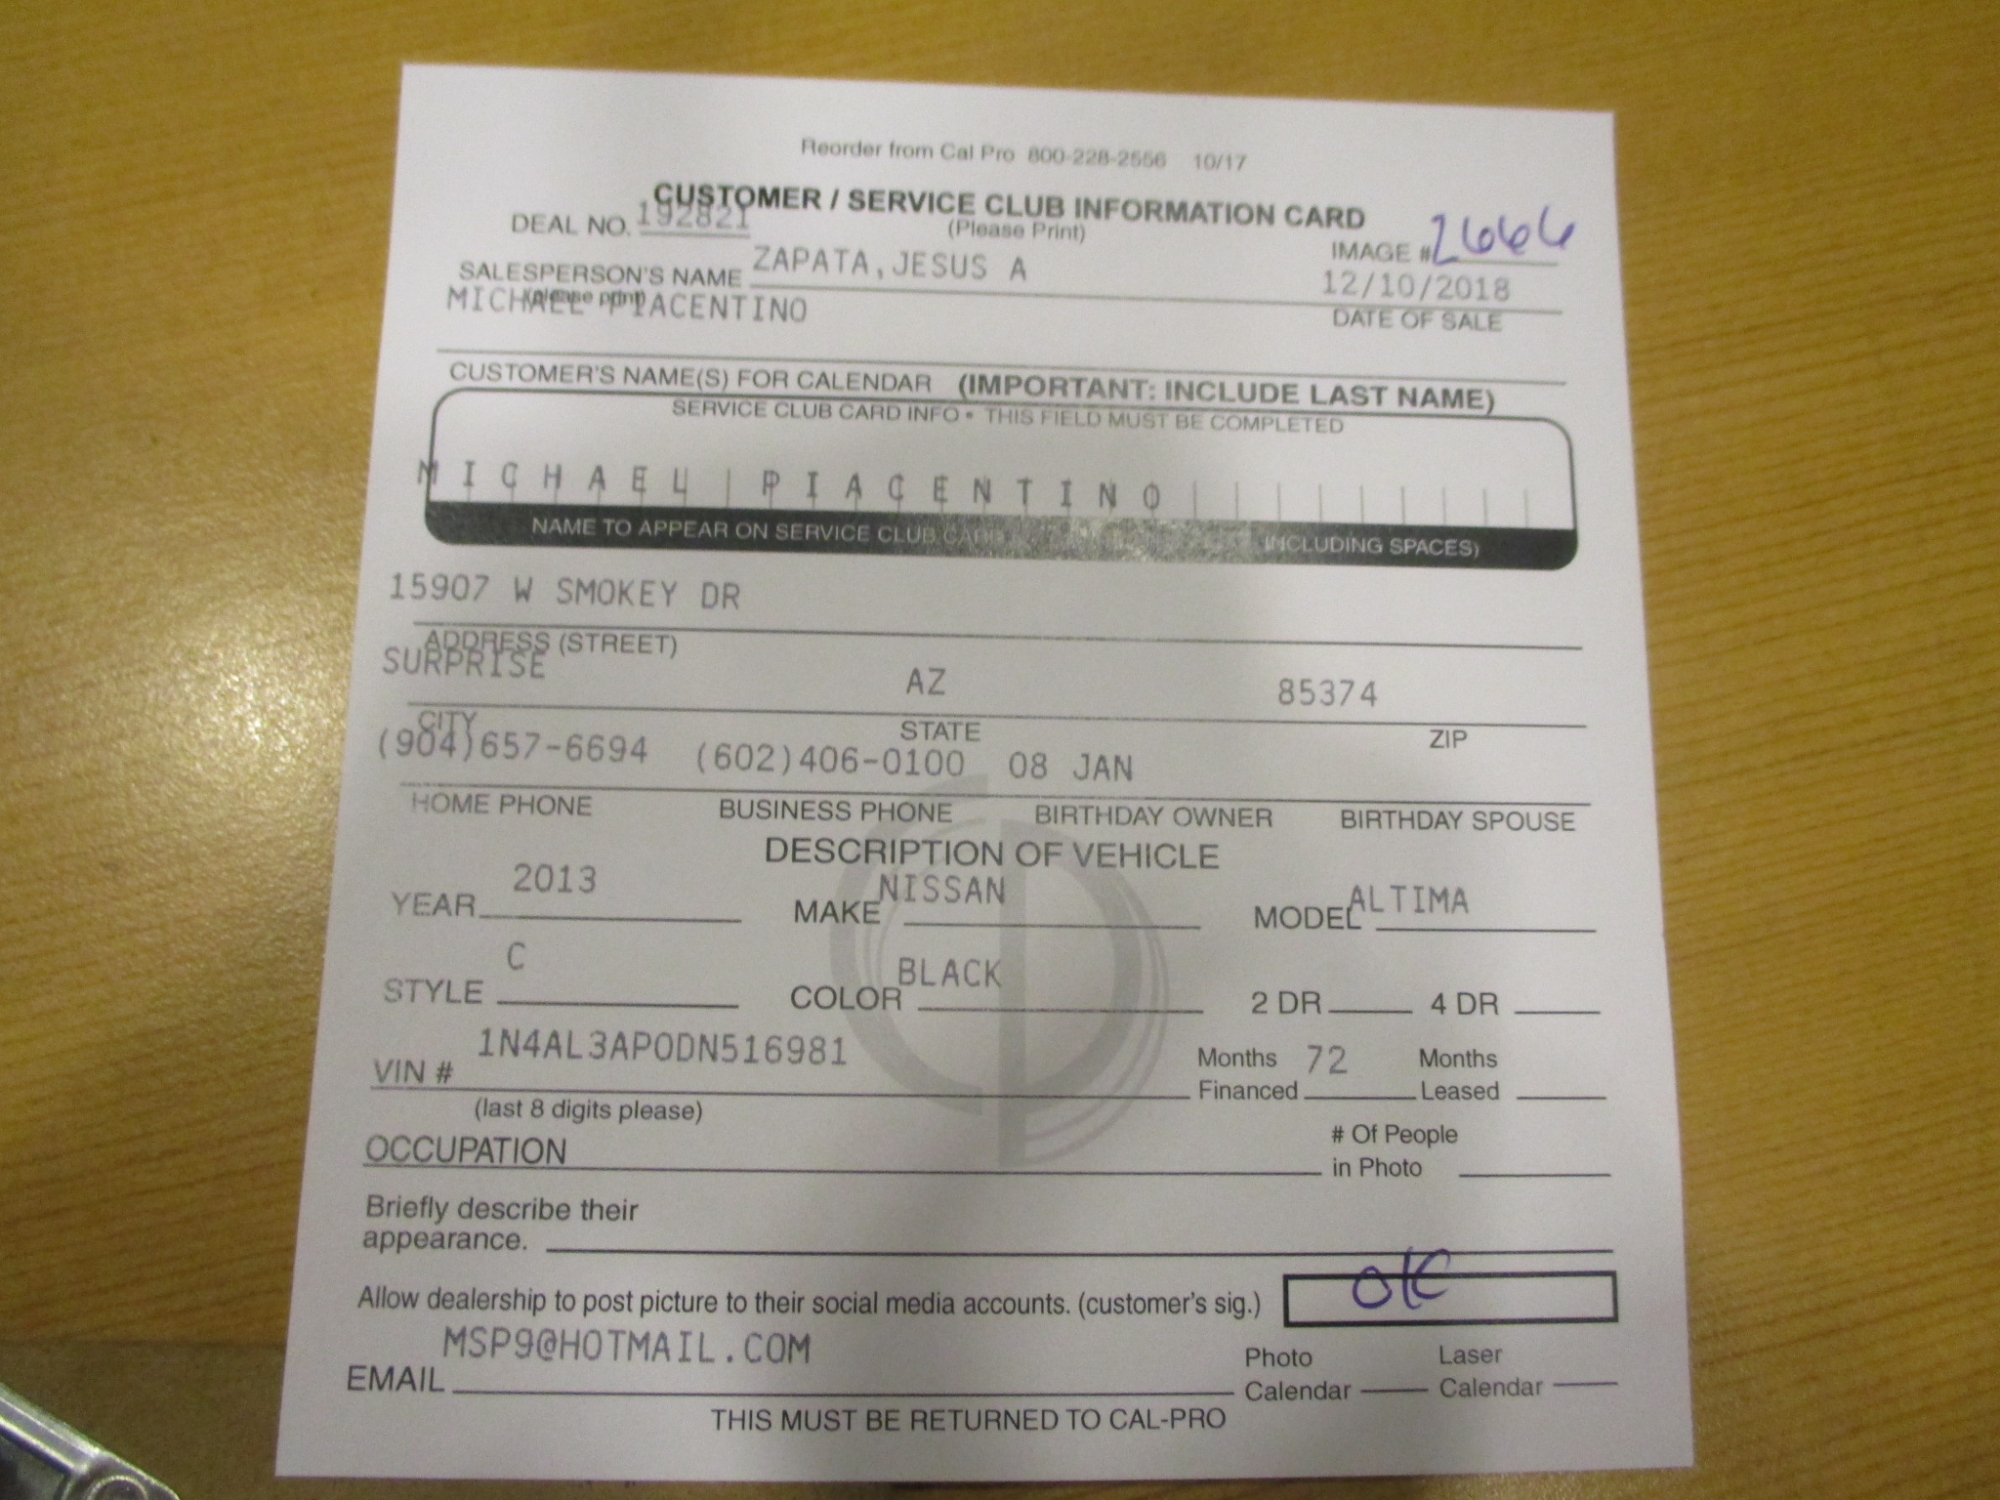 Reorder from Cal Pro 800-228-2556 10/17
CUSTOMER / SERVICE CLUB INFORMATION CARD
DEAL NO. 192821 (Please Print) IMAGE # 2666
SALESPERSON'S NAME ZAPATA,JESUS A 12/10/2018
(please print) DATE OF SALE
MICHAEL PIACENTINO
CUSTOMER'S NAME(S) FOR CALENDAR (IMPORTANT: INCLUDE LAST NAME)
SERVICE CLUB CARD INFO • THIS FIELD MUST BE COMPLETED
MICHAEL PIACENTINO
NAME TO APPEAR ON SERVICE CLUB CARD INCLUDING SPACES)
15907 W SMOKEY DR
ADDRESS (STREET)
SURPRISE AZ 85374
CITY STATE ZIP
(904)657-6694 (602)406-0100 08 JAN
HOME PHONE BUSINESS PHONE BIRTHDAY OWNER BIRTHDAY SPOUSE
DESCRIPTION OF VEHICLE
YEAR 2013 MAKE NISSAN MODEL ALTIMA
STYLE C COLOR BLACK 2 DR 4 DR
VIN # 1N4AL3AP0DN516981 Months Financed 72 Months Leased
(last 8 digits please)
OCCUPATION # Of People in Photo
Briefly describe their
appearance.
Allow dealership to post picture to their social media accounts. (customer's sig.) OK
EMAIL MSP9@HOTMAIL.COM Photo Calendar Laser Calendar
THIS MUST BE RETURNED TO CAL-PRO